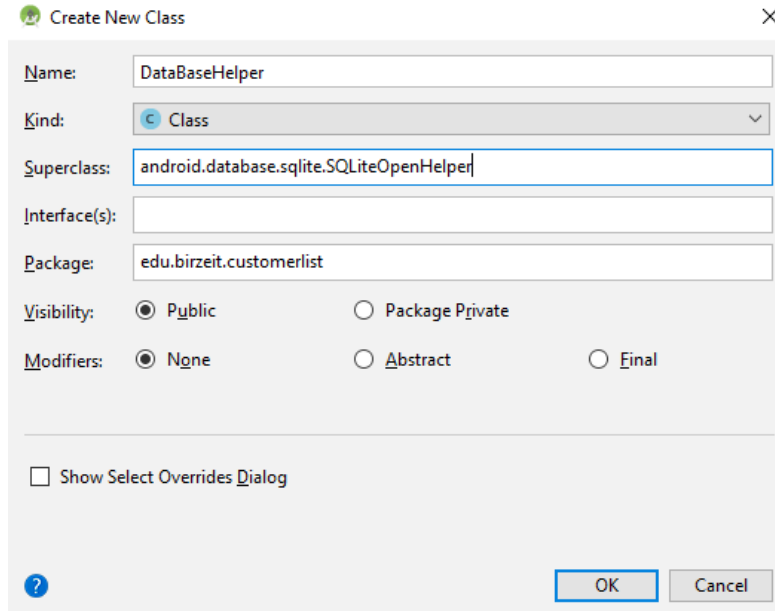 Create New Class
Name: DataBaseHelper
Kind: C Class
Superclass: android.database.sqlite.SQLiteOpenHelper
Interface(s):
Package: edu.birzeit.customerlist
Visibility: Public Package Private
Modifiers: None Abstract Final
Show Select Overrides Dialog
? OK Cancel